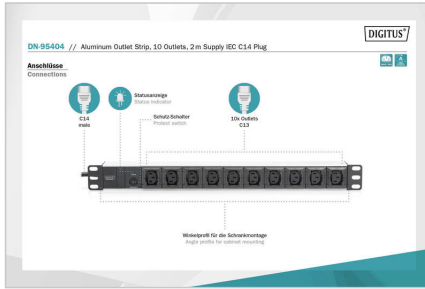 DIGITUS®
DN-95404 // Aluminum Outlet Strip, 10 Outlets, 2 m Supply IEC C14 Plug
Anschlüsse
Connections
Statusanzeige
Status indicator
C14
male
Schutz-Schalter
Protect switch
10x Outlets
C13
Winkelprofil für die Schrankmontage
Angle profile for cabinet mounting